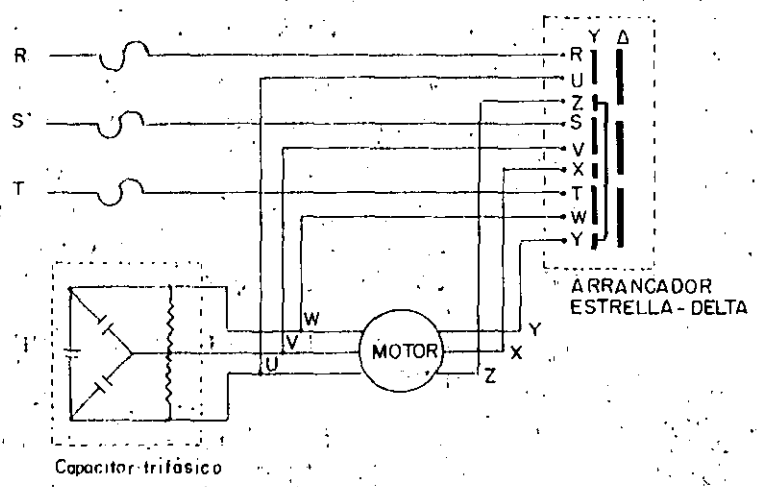 Y Δ
R
R
U
Z
S
S
V
X
T
T
W
Y
ARRANCADOR
ESTRELLA-DELTA
W
V
U
MOTOR
Y
X
Z
Capacitor-trifásico